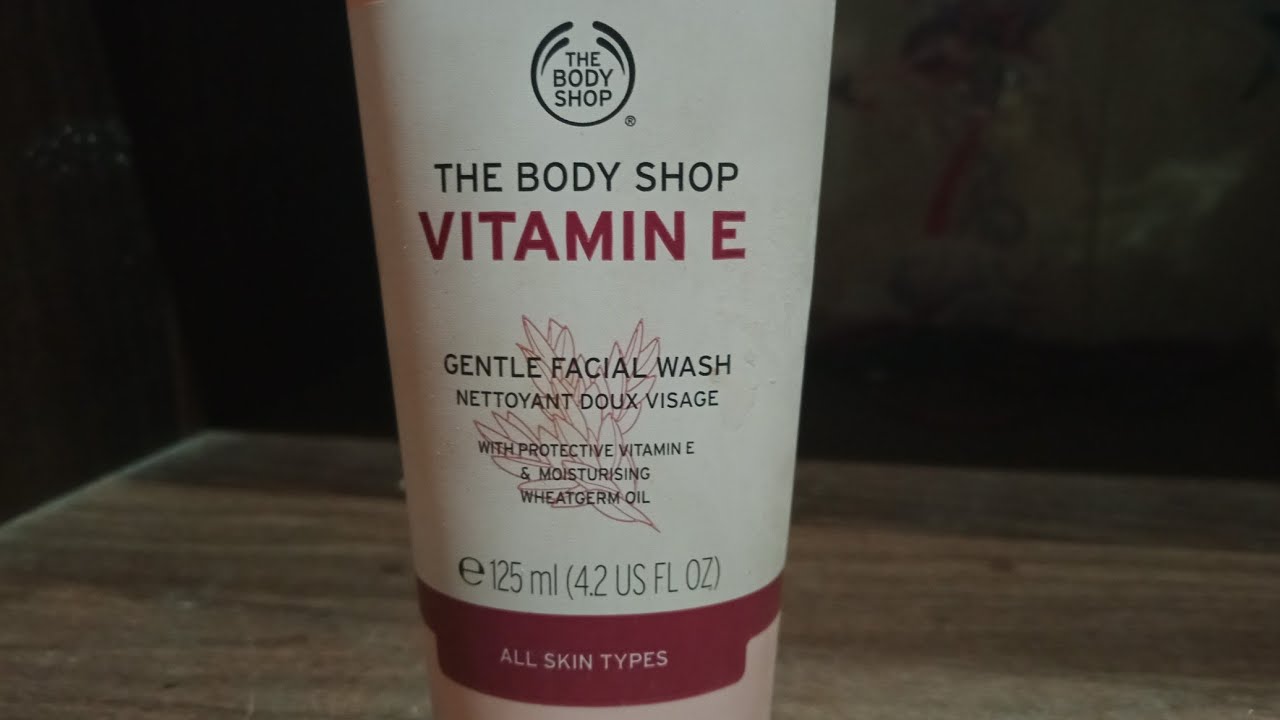 THE
BODY
SHOP
®
THE BODY SHOP
VITAMIN E
GENTLE FACIAL WASH
NETTOYANT DOUX VISAGE
WITH PROTECTIVE VITAMIN E
& MOISTURISING
WHEATGERM OIL
℮ 125 ml (4.2 US FL OZ)
ALL SKIN TYPES